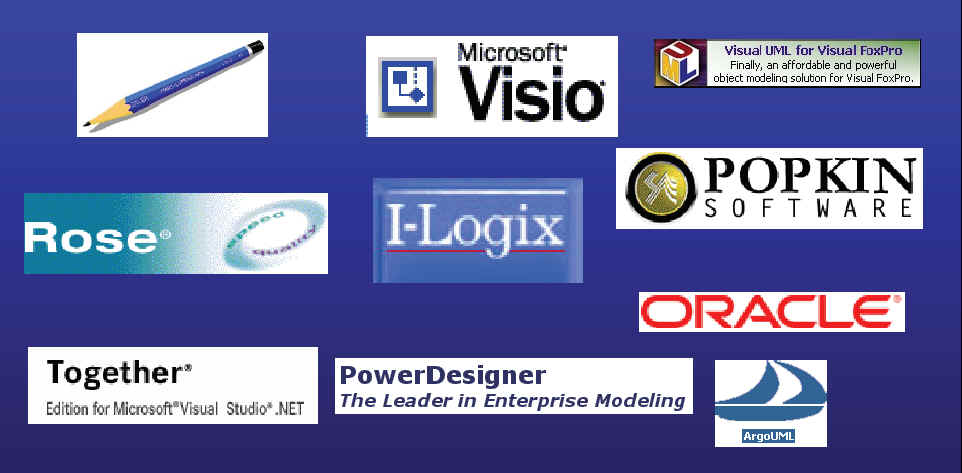 Microsoft®
Visio®
Visual UML for Visual FoxPro
Finally, an affordable and powerful
object modeling solution for Visual FoxPro.
UML
POPKIN
SOFTWARE
Rose®
speed
quality
I-Logix
ORACLE®
Together®
Edition for Microsoft® Visual Studio® .NET
PowerDesigner
The Leader in Enterprise Modeling
ArgoUML